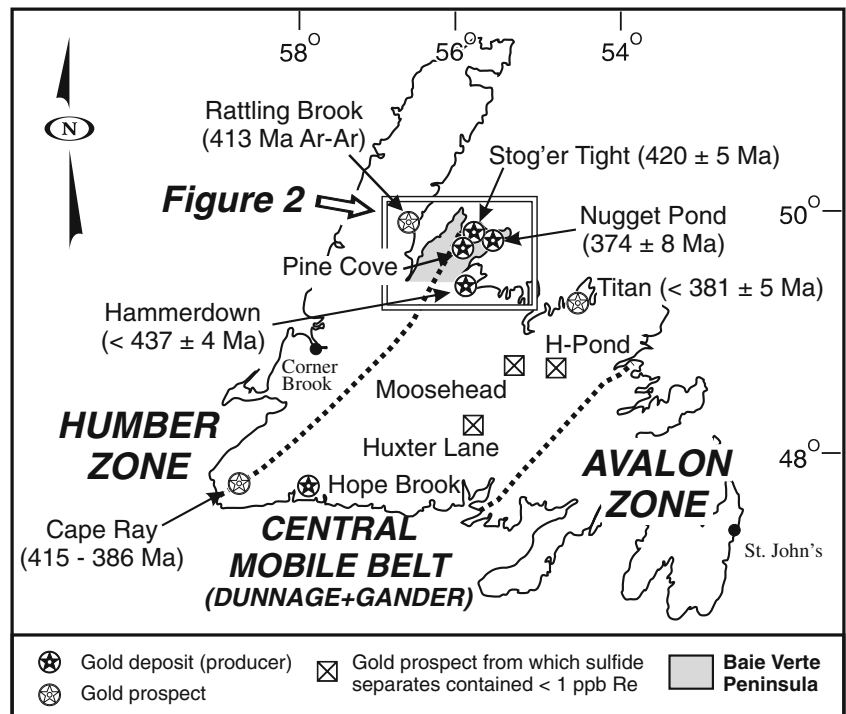 58°
56°
54°
N
Rattling Brook
(413 Ma Ar-Ar)
Stog'er Tight (420 ± 5 Ma)
Figure 2
50°
Nugget Pond
(374 ± 8 Ma)
Pine Cove
Titan (< 381 ± 5 Ma)
Hammerdown
(< 437 ± 4 Ma)
H-Pond
Corner
Brook
Moosehead
HUMBER
ZONE
Huxter Lane
AVALON
ZONE
48°
Hope Brook
Cape Ray
(415 - 386 Ma)
CENTRAL
MOBILE BELT
(DUNNAGE+GANDER)
St. John's
Gold deposit (producer)
Gold prospect
Gold prospect from which sulfide
separates contained < 1 ppb Re
Baie Verte
Peninsula